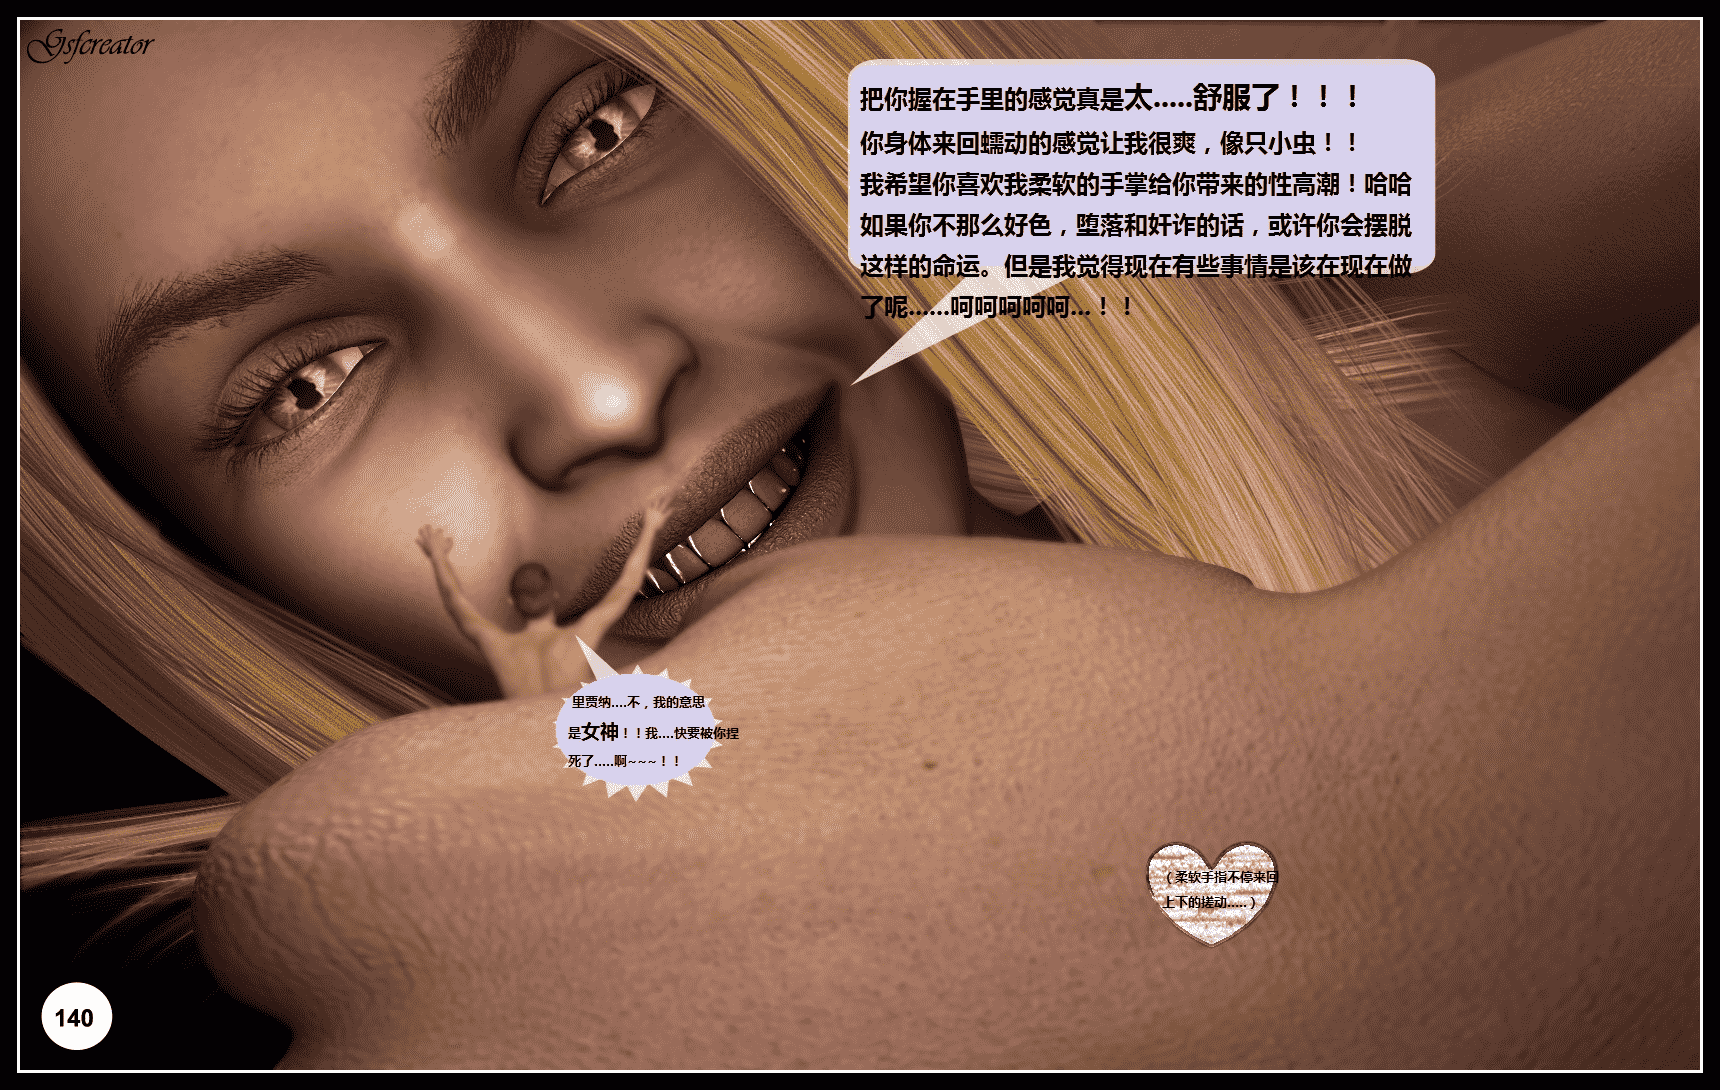 Gsfcreator
把你握在手里的感觉真是太.....舒服了！！！
你身体来回蠕动的感觉让我很爽，像只小虫！！
我希望你喜欢我柔软的手掌给你带来的性高潮！哈哈
如果你不那么好色，堕落和奸诈的话，或许你会摆脱
这样的命运。但是我觉得现在有些事情是该在现在做
了呢......呵呵呵呵呵...！！
里贾纳....不，我的意思
是女神！！我....快要被你捏
死了.....啊~~~！！
（柔软手指不停来回
上下的搓动.....）
140